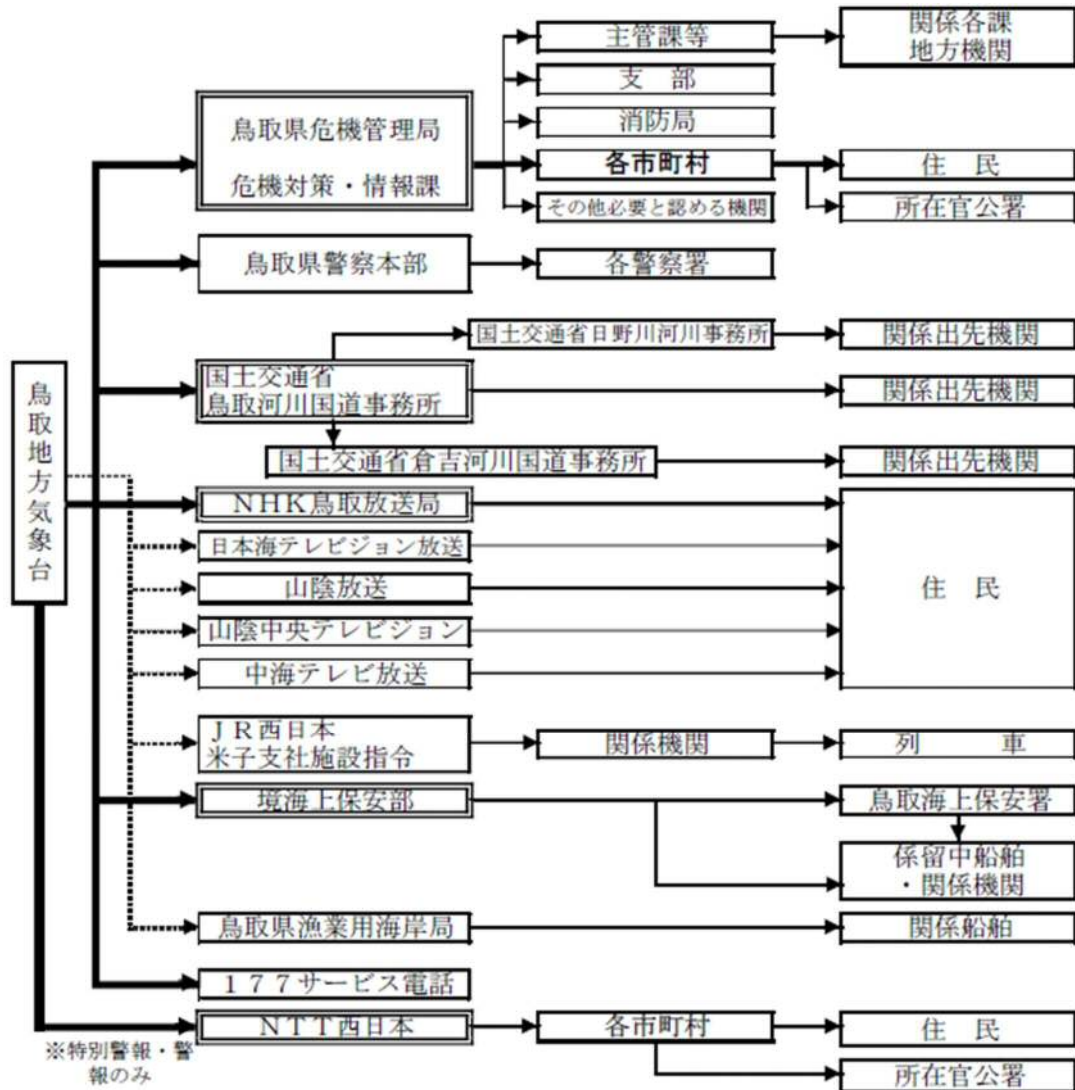 主管課等
関係各課
地方機関
支 部
鳥取県危機管理局
危機対策・情報課
消防局
各市町村
住 民
その他必要と認める機関
所在官公署
鳥取県警察本部
各警察署
国土交通省日野川河川事務所
関係出先機関
国土交通省
鳥取河川国道事務所
関係出先機関
国土交通省倉吉河川国道事務所
関係出先機関
鳥取地方気象台
NHK鳥取放送局
日本海テレビジョン放送
山陰放送
山陰中央テレビジョン
中海テレビ放送
住 民
JR西日本
米子支社施設指令
関係機関
列 車
境海上保安部
鳥取海上保安署
係留中船舶
・関係機関
鳥取県漁業用海岸局
関係船舶
177サービス電話
NTT西日本
各市町村
住 民
所在官公署
※特別警報・警
報のみ